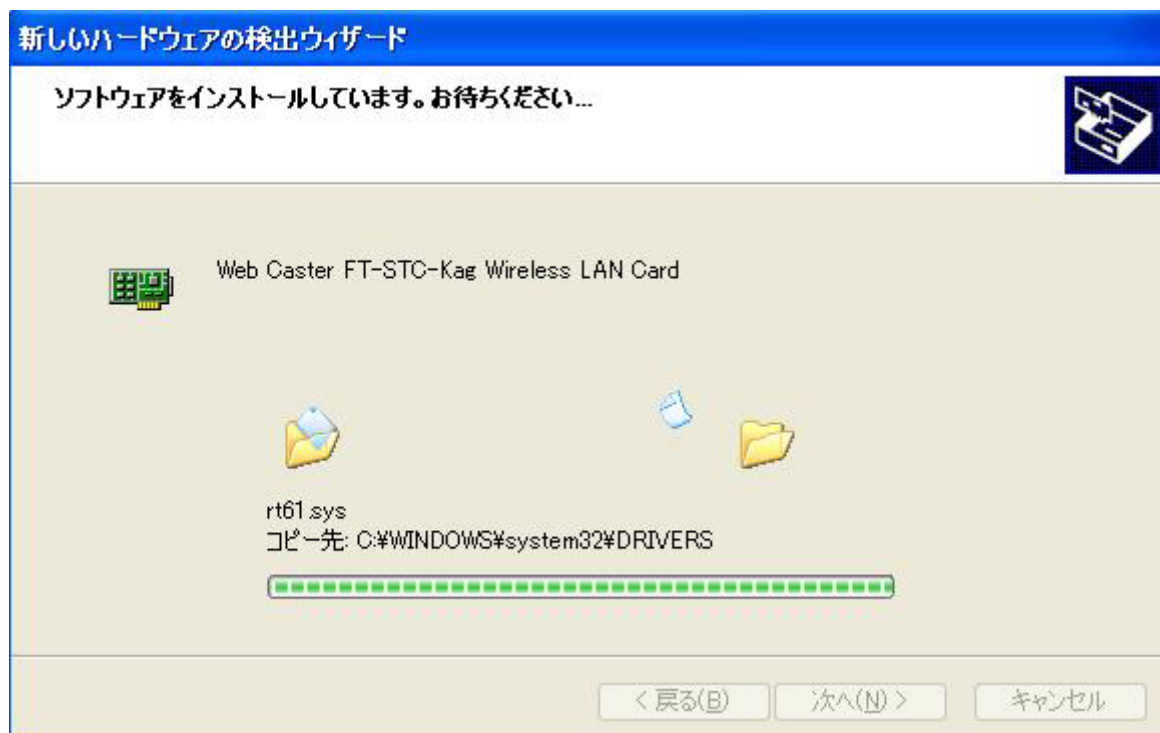 新しいハードウェアの検出ウィザード
ソフトウェアをインストールしています。お待ちください...
Web Caster FT-STC-Kag Wireless LAN Card
rt61.sys
コピー先: C:¥WINDOWS¥system32¥DRIVERS
< 戻る(B) 次へ(N) > キャンセル